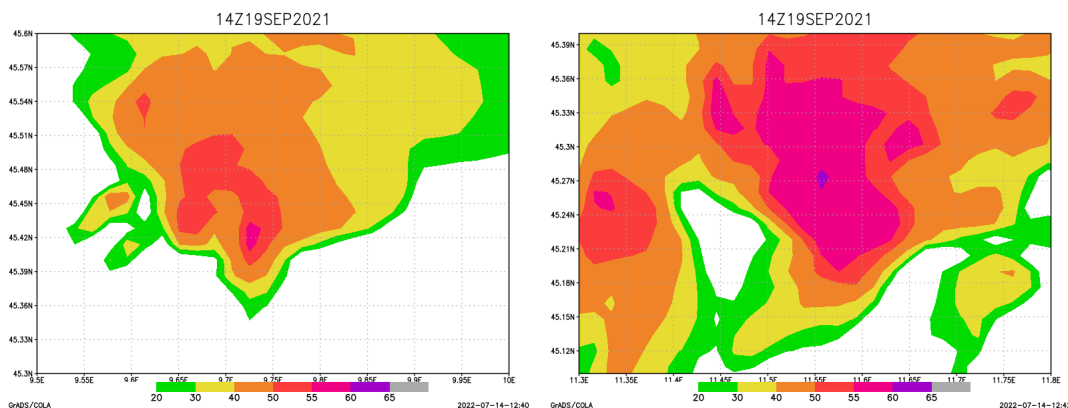 14Z19SEP2021
45.6N
45.57N
45.54N
45.51N
45.48N
45.45N
45.42N
45.39N
45.36N
45.33N
45.3N
9.5E 9.55E 9.6E 9.65E 9.7E 9.75E 9.8E 9.85E 9.9E 9.95E 10E
20 30 40 50 55 60 65
GrADS/COLA
2022-07-14-12:40
14Z19SEP2021
45.39N
45.36N
45.33N
45.3N
45.27N
45.24N
45.21N
45.18N
45.15N
45.12N
11.3E 11.35E 11.4E 11.45E 11.5E 11.55E 11.6E 11.65E 11.7E 11.75E 11.8E
20 30 40 50 55 60 65
GrADS/COLA